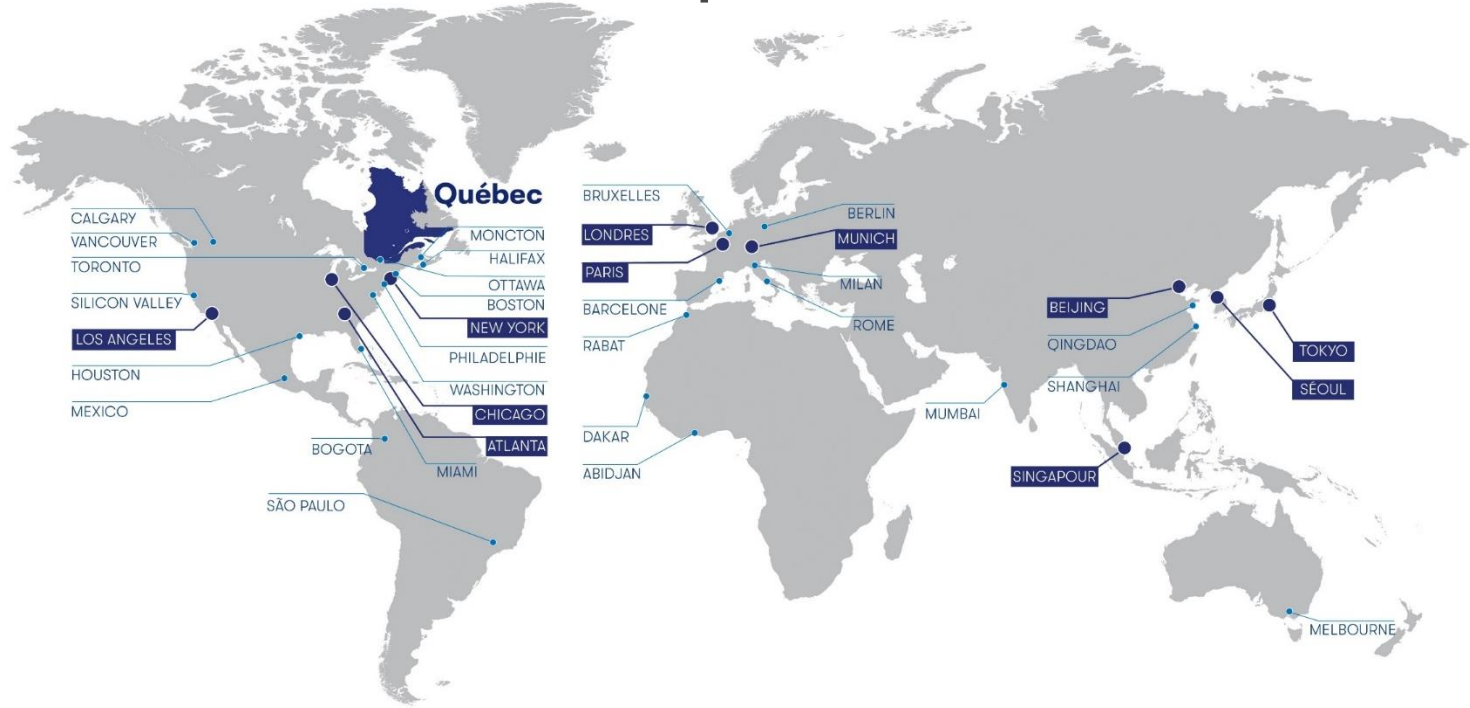 Québec
CALGARY
VANCOUVER
TORONTO
SILICON VALLEY
LOS ANGELES
HOUSTON
MEXICO
MONCTON
HALIFAX
OTTAWA
BOSTON
NEW YORK
PHILADELPHIE
WASHINGTON
CHICAGO
ATLANTA
MIAMI
BOGOTA
SÃO PAULO
BRUXELLES
LONDRES
PARIS
BARCELONE
RABAT
DAKAR
ABIDJAN
BERLIN
MUNICH
MILAN
ROME
MUMBAI
BEIJING
QINGDAO
SHANGHAI
TOKYO
SÉOUL
SINGAPOUR
MELBOURNE